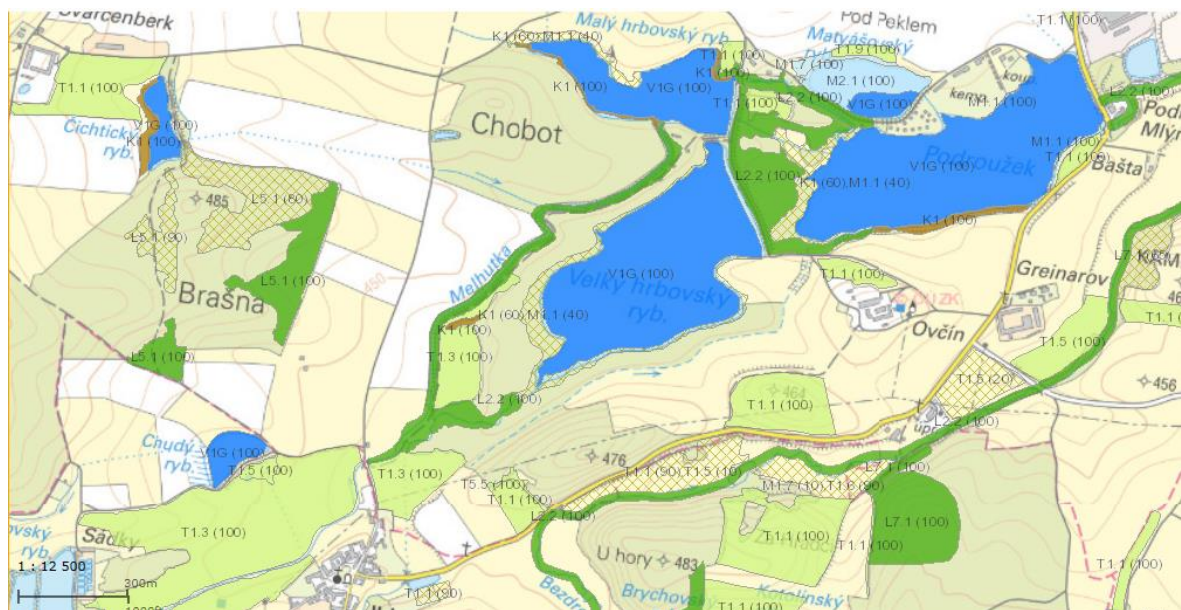 Švarcenberk
T1.1 (100)
Čichtický
ryb.
V1G (100)
K1 (100)
485
L5.1 (60)
L5.1 (90)
L5.1 (100)
Brašna
L5.1 (100)
450
Chobot
K1 (60),M1.1 (40)
Malý hrbovský ryb.
K1 (100)
V1G (100)
T1.1 (100)
K1 (100)
T1.1 (100)
M1.7 (100)
L2.2 (100)
Pod Peklem
Matyášovský
ryb.
T1.9 (100)
M2.1 (100)
V1G (100)
kemp
koup.
M1.1 (100)
T1.1 (100)
L2.2 (100)
M1.1 (100)
T1.1 (100)
Bašta
V1G (100)
Podroužek
L2.2 (100)
K1 (60),M1.1 (40)
K1 (100)
Melhutka
V1G (100)
Velký hrbovský
ryb.
K1 (60),M1.1 (40)
K1 (100)
T1.3 (100)
L2.2 (100)
T1.1 (100)
© ČÚZK
Greinarov
Ovčín
T1.5 (100)
T1.5 (20)
456
464
T1.1 (100)
upr.
L2.2 (100)
Chudý
ryb.
V1G (100)
T1.5 (100)
T1.3 (100)
T1.3 (100)
476
T5.5 (100)
T1.1 (100)
L2.2 (100)
T1.1 (90),T1.5 (10)
L7.1 (100)
M1.7 (10),T1.6 (90)
L7.1 (100)
T1.1 (100)
T1.1 (100)
T1.1 (100)
U hory
483
Sádky
1 : 12 500
300m
T1.1 (90)
Brychovský
Katolinský
T1.1 (100)